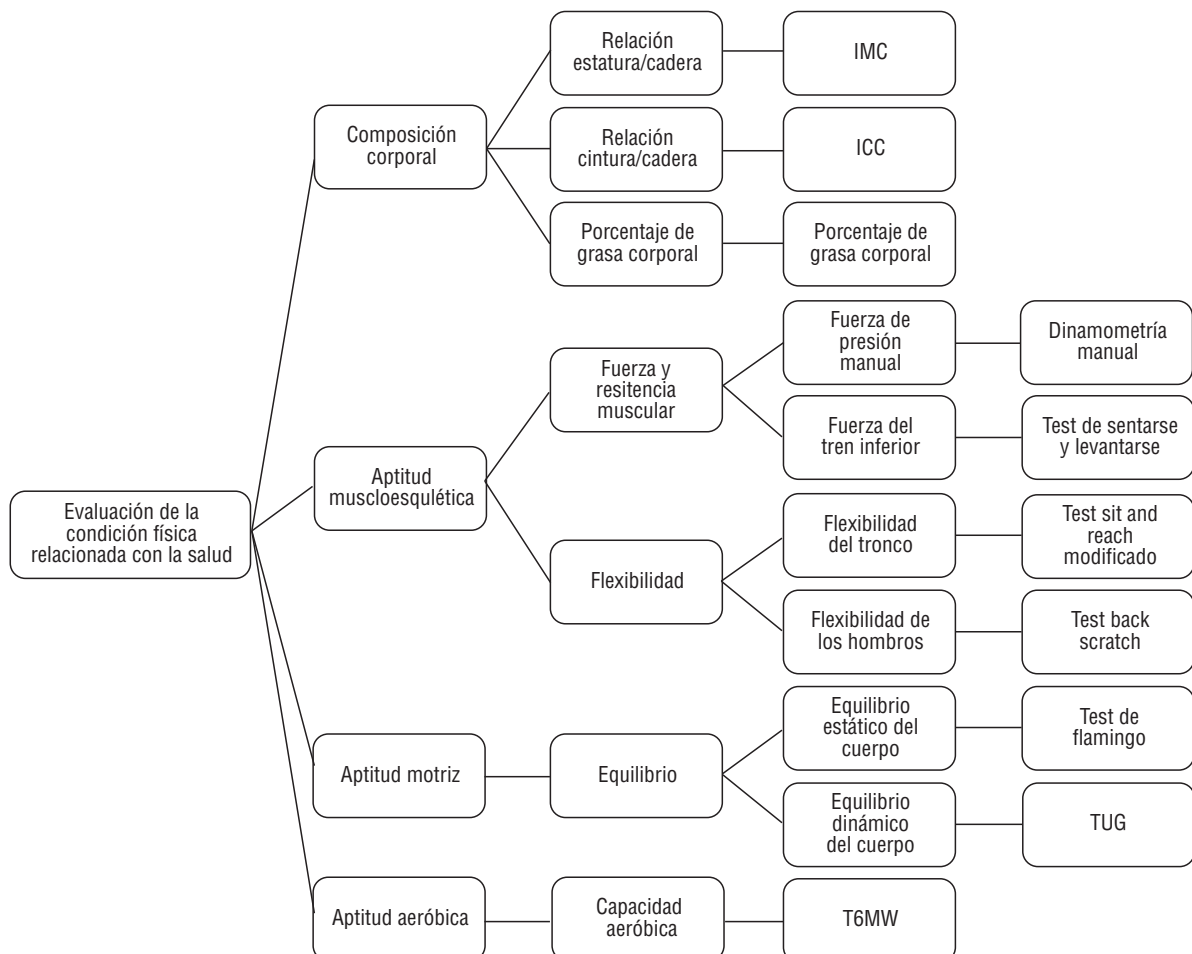 Relación
estatura/cadera
IMC
Composición
corporal
Relación
cintura/cadera
ICC
Porcentaje de
grasa corporal
Porcentaje de
grasa corporal
Fuerza de
presión
manual
Dinamometría
manual
Fuerza y
resitencia
muscular
Fuerza del
tren inferior
Test de sentarse
y levantarse
Aptitud
muscloesqulética
Evaluación de la
condición física
relacionada con la salud
Flexibilidad
del tronco
Test sit and
reach
modificado
Flexibilidad
Flexibilidad de
los hombros
Test back
scratch
Equilibrio
estático del
cuerpo
Test de
flamingo
Aptitud motriz
Equilibrio
Equilibrio
dinámico
del cuerpo
TUG
Aptitud aeróbica
Capacidad
aeróbica
T6MW